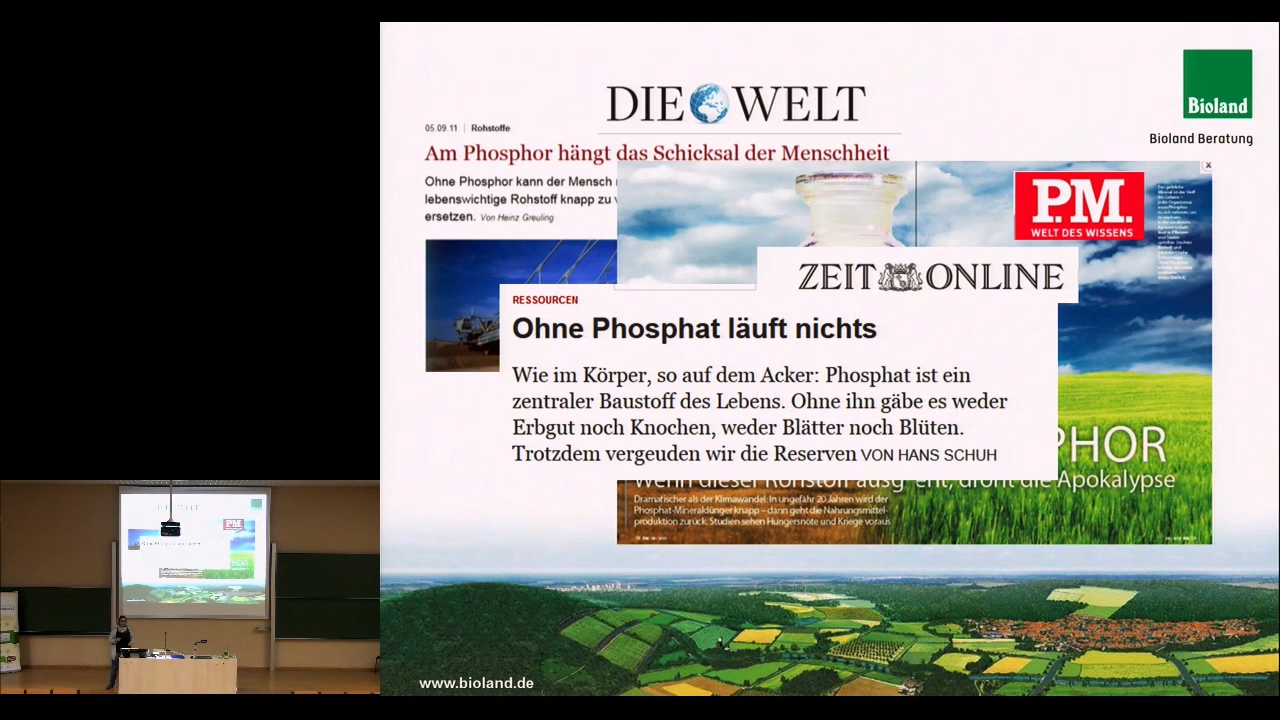 DIE WELT
Bioland
Bioland Beratung
05.09.11 | Rohstoffe
Am Phosphor hängt das Schicksal der Menschheit
Ohne Phosphor kann der Mensch
lebenswichtige Rohstoff knapp zu
ersetzen. Von Heinz Greuling
P.M.
WELT DES WISSENS
ZEIT ONLINE
RESSOURCEN
Ohne Phosphat läuft nichts
Wie im Körper, so auf dem Acker: Phosphat ist ein
zentraler Baustoff des Lebens. Ohne ihn gäbe es weder
Erbgut noch Knochen, weder Blätter noch Blüten.
Trotzdem vergeuden wir die Reserven VON HANS SCHUH
PHOR
Wenn dieser Rohstoff ausgeht, droht die Apokalypse
Dramatischer als der Klimawandel: In ungefähr 20 Jahren wird der
Phosphat-Mineraldünger knapp – dann geht die Nahrungsmittel-
produktion zurück. Studien sehen Hungersnöte und Kriege voraus
www.bioland.de